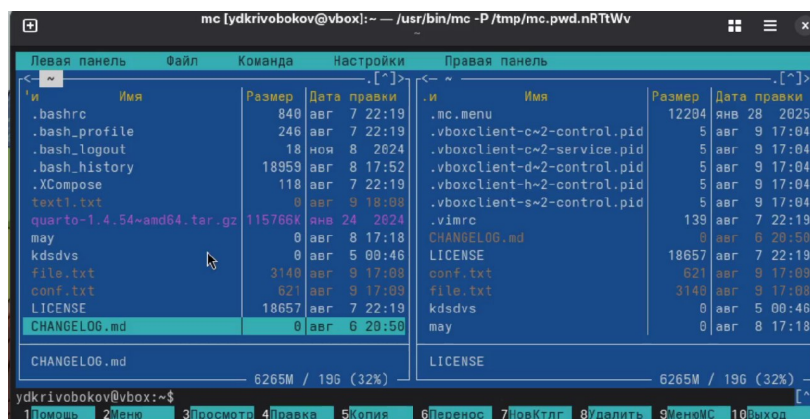 mc [ydkrivobokov@vbox]:~ — /usr/bin/mc -P /tmp/mc.pwd.nRTtWv
~
Левая панель Файл Команда Настройки Правая панель
<— ~ .[^]> <— ~ .[^]>
'и Имя Размер Дата правки .и Имя Размер Дата правки
.bashrc 840 авг 7 22:19 .mc.menu 12204 янв 28 2025
.bash_profile 246 авг 7 22:19 .vboxclient-c~2-control.pid 5 авг 9 17:04
.bash_logout 18 ноя 8 2024 .vboxclient-c~2-service.pid 5 авг 9 17:04
.bash_history 18959 авг 8 17:52 .vboxclient-d~2-control.pid 5 авг 9 17:04
.XCompose 118 авг 7 22:19 .vboxclient-h~2-control.pid 5 авг 9 17:04
text1.txt 0 авг 9 18:08 .vboxclient-s~2-control.pid 5 авг 9 17:04
quarto-1.4.54~amd64.tar.gz 115766K янв 24 2024 .vimrc 139 авг 7 22:19
may 0 авг 8 17:18 CHANGELOG.md 0 авг 6 20:50
kdsdvs 0 авг 5 00:46 LICENSE 18657 авг 7 22:19
file.txt 3140 авг 9 17:08 conf.txt 621 авг 9 17:09
conf.txt 621 авг 9 17:09 file.txt 3140 авг 9 17:08
LICENSE 18657 авг 7 22:19 kdsdvs 0 авг 5 00:46
CHANGELOG.md 0 авг 6 20:50 may 0 авг 8 17:18
CHANGELOG.md LICENSE
6265M / 19G (32%) 6265M / 19G (32%)
ydkrivobokov@vbox:~$ [^]
1Помощь 2Меню 3Просмотр 4Правка 5Копия 6Перенос 7НовКтлг 8Удалить 9МенюМС 10Выход